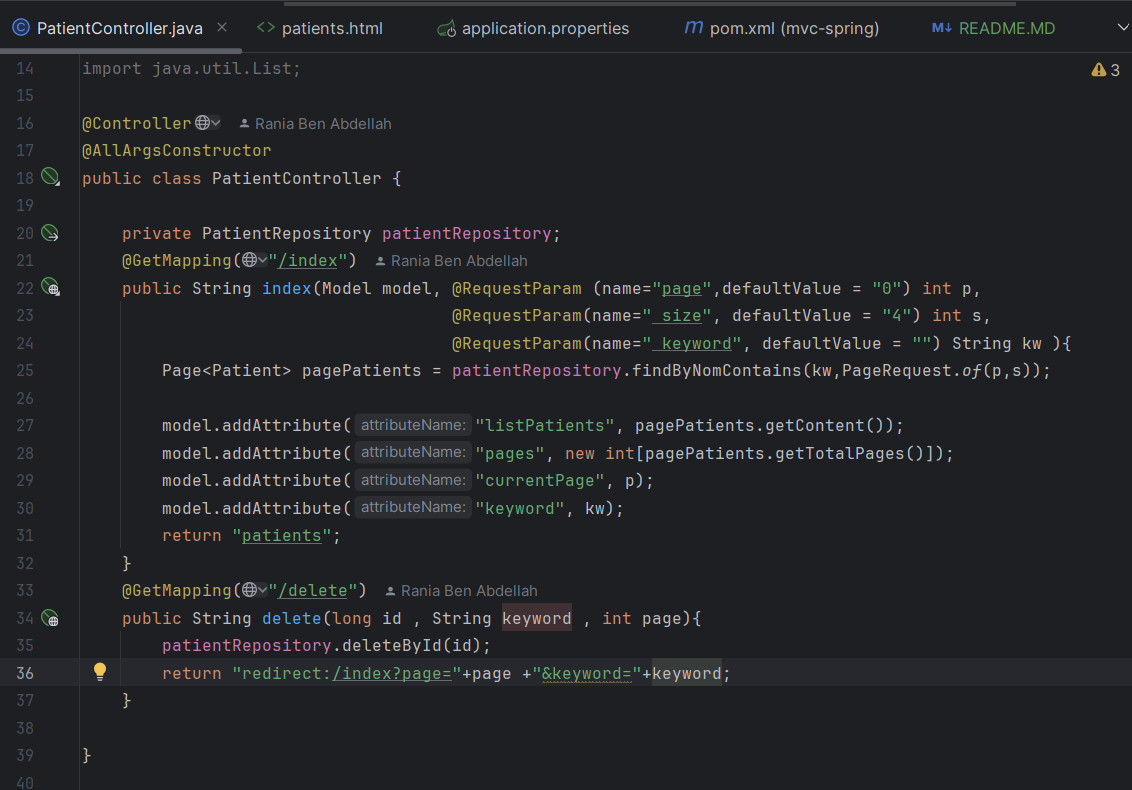 PatientController.java × patients.html application.properties m pom.xml (mvc-spring) M↓ README.MD
14 import java.util.List; 3
15
16 @Controller Rania Ben Abdellah
17 @AllArgsConstructor
18 public class PatientController {
19
20 private PatientRepository patientRepository;
21 @GetMapping("/index") Rania Ben Abdellah
22 public String index(Model model, @RequestParam (name="page",defaultValue = "0") int p,
23 @RequestParam(name=" size", defaultValue = "4") int s,
24 @RequestParam(name=" keyword", defaultValue = "") String kw ){
25 Page<Patient> pagePatients = patientRepository.findByNomContains(kw,PageRequest.of(p,s));
26
27 model.addAttribute( attributeName: "listPatients", pagePatients.getContent());
28 model.addAttribute( attributeName: "pages", new int[pagePatients.getTotalPages()]);
29 model.addAttribute( attributeName: "currentPage", p);
30 model.addAttribute( attributeName: "keyword", kw);
31 return "patients";
32 }
33 @GetMapping("/delete") Rania Ben Abdellah
34 public String delete(long id , String keyword , int page){
35 patientRepository.deleteById(id);
36 return "redirect:/index?page="+page +"&keyword="+keyword;
37 }
38
39 }
40